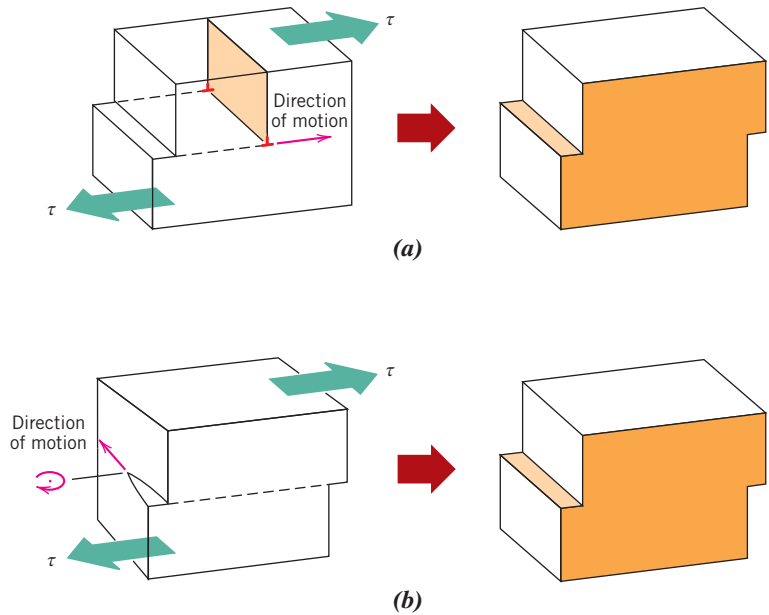 τ
Direction
of motion
τ
(a)
τ
Direction
of motion
τ
(b)